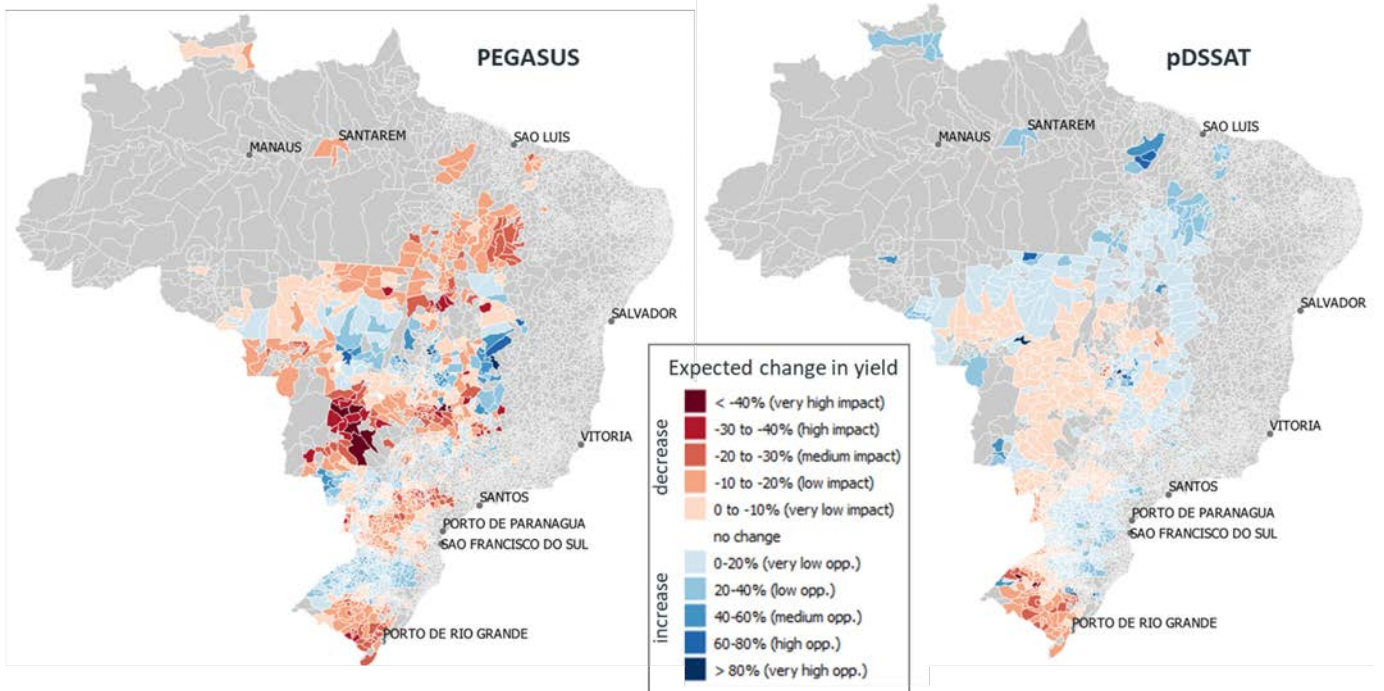 PEGASUS
MANAUS
SANTAREM
SAO LUIS
SALVADOR
VITORIA
SANTOS
PORTO DE PARANAGUA
SAO FRANCISCO DO SUL
PORTO DE RIO GRANDE
pDSSAT
MANAUS
SANTAREM
SAO LUIS
SALVADOR
VITORIA
SANTOS
PORTO DE PARANAGUA
SAO FRANCISCO DO SUL
PORTO DE RIO GRANDE
Expected change in yield
decrease
< -40% (very high impact)
-30 to -40% (high impact)
-20 to -30% (medium impact)
-10 to -20% (low impact)
0 to -10% (very low impact)
no change
increase
0-20% (very low opp.)
20-40% (low opp.)
40-60% (medium opp.)
60-80% (high opp.)
> 80% (very high opp.)